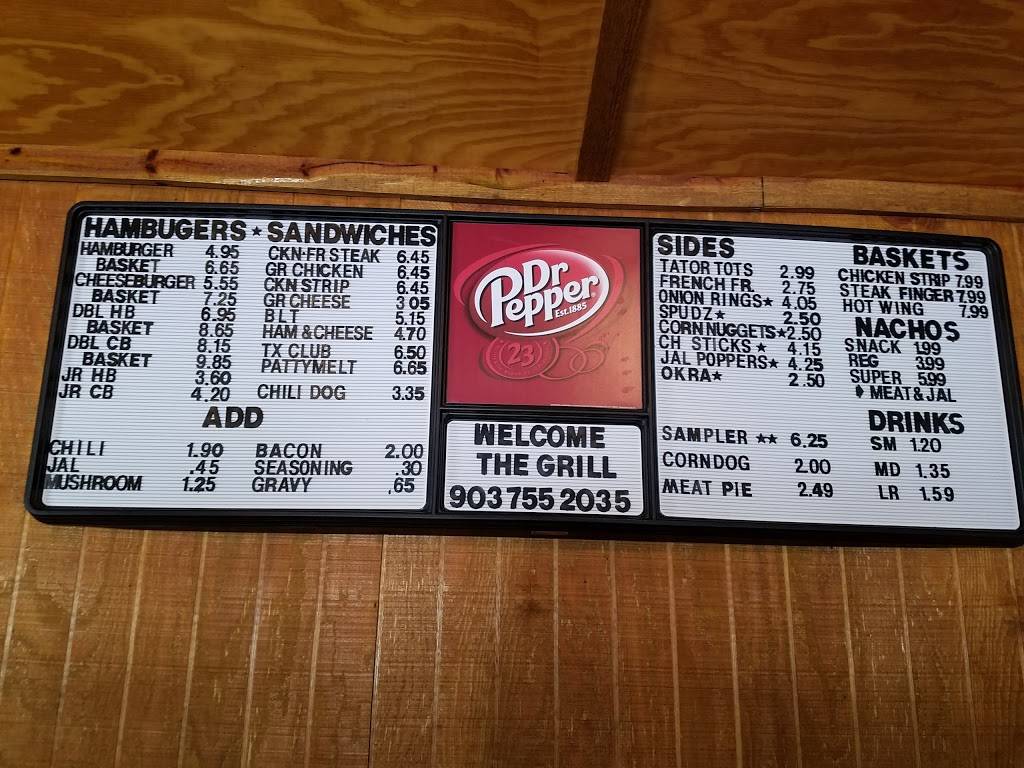 HAMBUGERS ★ SANDWICHES
HAMBURGER 4.95
BASKET 6.65
CHEESEBURGER 5.55
BASKET 7.25
DBL HB 6.95
BASKET 8.65
DBL CB 8.15
BASKET 9.85
JR HB 3.60
JR CB 4.20
CKN·FR STEAK 6.45
GR CHICKEN 6.45
CKN STRIP 6.45
GR CHEESE 3 05
BLT 5.15
HAM & CHEESE 4.70
TX CLUB 6.50
PATTYMELT 6.65
CHILI DOG 3.35
ADD
CHILI 1.90
JAL .45
MUSHROOM 1.25
BACON 2.00
SEASONING .30
GRAVY .65
Dr
Pepper
Est.1885
23
WELCOME
THE GRILL
903 755 2035
SIDES
TATOR TOTS 2.99
FRENCH FR. 2.75
ONION RINGS★ 4.05
SPUDZ★ 2.50
CORN NUGGETS★2.50
CH STICKS★ 4.15
JAL POPPERS★ 4.25
OKRA★ 2.50
SAMPLER ★★ 6.25
CORNDOG 2.00
MEAT PIE 2.49
BASKETS
CHICKEN STRIP 7.99
STEAK FINGER 7.99
HOT WING 7.99
NACHOS
SNACK 1.99
REG 3.99
SUPER 5.99
♦ MEAT & JAL
DRINKS
SM 1.20
MD 1.35
LR 1.59